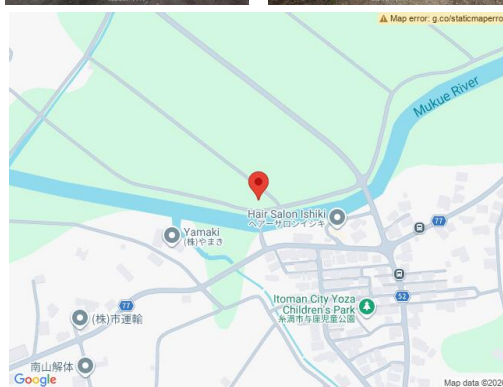 Map error: g.co/staticmaperro
Mukue River
Hair Salon Ishiki
ヘアーサロンイシキ
77
Yamaki
(株)やまき
Itoman City Yoza
Children's Park
糸満市与座児童公園
52
77
(株)市運輸
南山解体
Google
Map data ©202